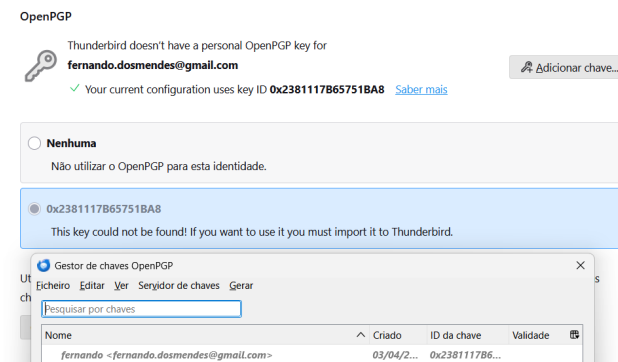 OpenPGP
Thunderbird doesn't have a personal OpenPGP key for
fernando.dosmendes@gmail.com
Adicionar chave...
Your current configuration uses key ID 0x2381117B65751BA8 Saber mais
Nenhuma
Não utilizar o OpenPGP para esta identidade.
0x2381117B65751BA8
This key could not be found! If you want to use it you must import it to Thunderbird.
Ut
s
ch
Gestor de chaves OpenPGP
Ficheiro Editar Ver Servidor de chaves Gerar
Pesquisar por chaves
Nome Criado ID da chave Validade
fernando <fernando.dosmendes@gmail.com> 03/04/2... 0x2381117B6...